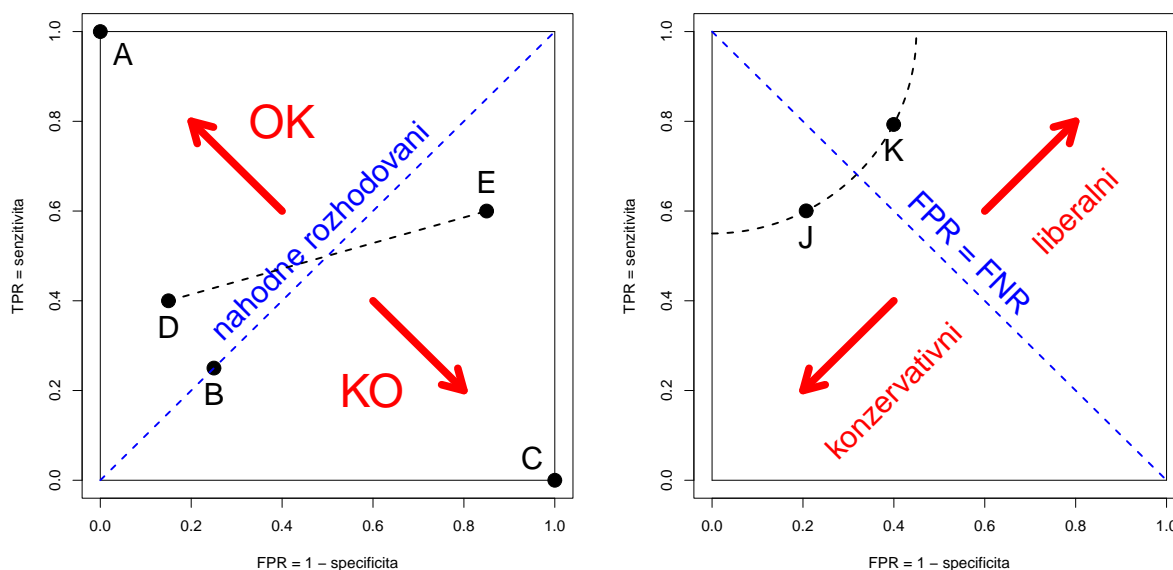 1.0
0.8
0.6
0.4
0.2
0.0
TPR = senzitivita
A
OK
nahodne rozhodovani
E
D
B
KO
C
0.0 0.2 0.4 0.6 0.8 1.0
FPR = 1 − specificita
1.0
0.8
0.6
0.4
0.2
0.0
TPR = senzitivita
K
J
FPR = FNR
liberalni
konzervativni
0.0 0.2 0.4 0.6 0.8 1.0
FPR = 1 − specificita